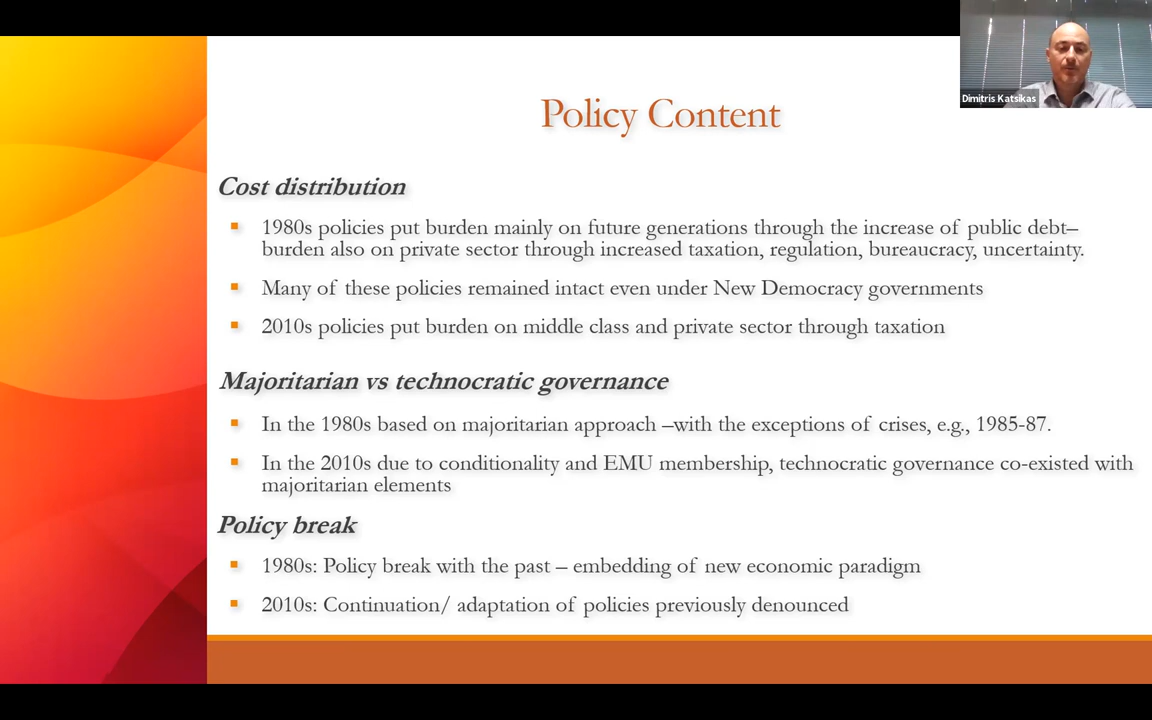 Dimitris Katsikas
Policy Content
Cost distribution
1980s policies put burden mainly on future generations through the increase of public debt–
burden also on private sector through increased taxation, regulation, bureaucracy, uncertainty.
Many of these policies remained intact even under New Democracy governments
2010s policies put burden on middle class and private sector through taxation
Majoritarian vs technocratic governance
In the 1980s based on majoritarian approach –with the exceptions of crises, e.g., 1985-87.
In the 2010s due to conditionality and EMU membership, technocratic governance co-existed with
majoritarian elements
Policy break
1980s: Policy break with the past – embedding of new economic paradigm
2010s: Continuation/ adaptation of policies previously denounced